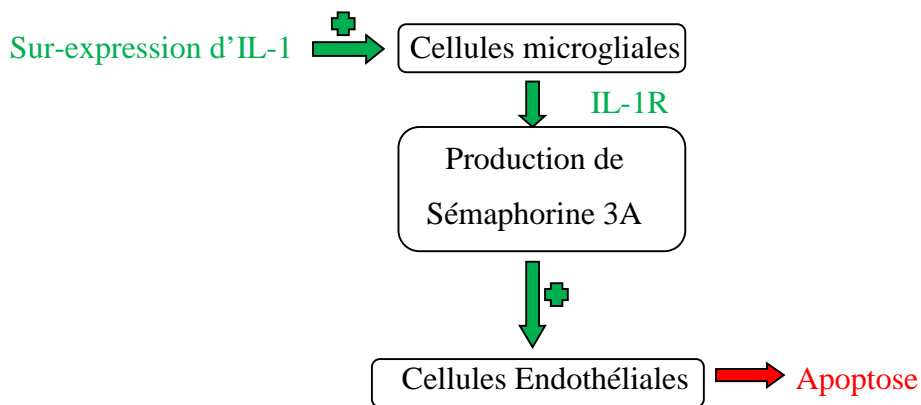 Sur-expression d’IL-1
Cellules microgliales
IL-1R
Production de
Sémaphorine 3A
Cellules Endothéliales
Apoptose